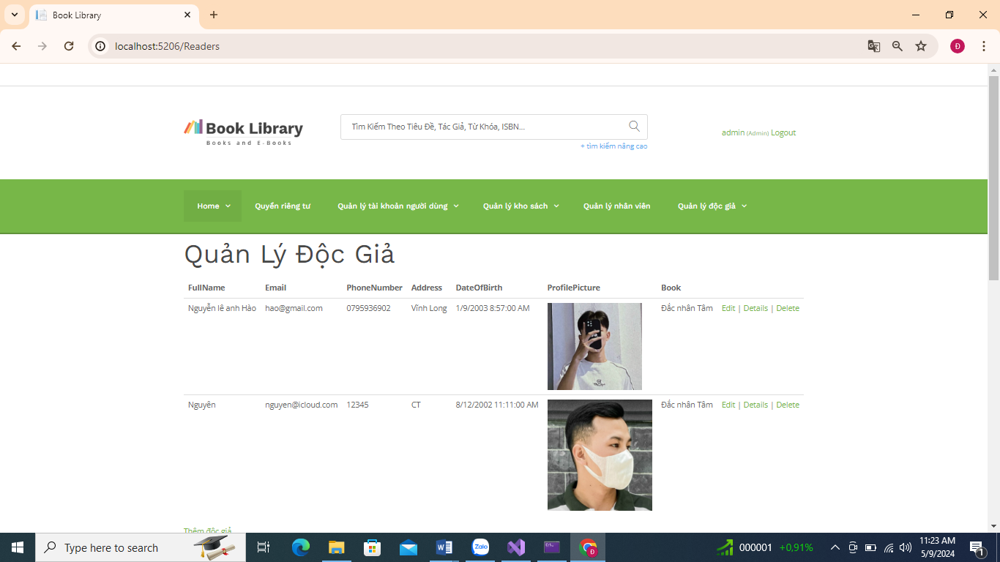 Book Library
localhost:5206/Readers
Đ
Book Library
Books and E-Books
Tìm Kiếm Theo Tiêu Đề, Tác Giả, Từ Khóa, ISBN...
+ tìm kiếm nâng cao
admin (Admin) Logout
Home Quyền riêng tư Quản lý tài khoản người dùng Quản lý kho sách Quản lý nhân viên Quản lý độc giả
Quản Lý Độc Giả
FullName Email PhoneNumber Address DateOfBirth ProfilePicture Book
Nguyễn lê anh Hào hao@gmail.com 0795936902 Vĩnh Long 1/9/2003 8:57:00 AM Đắc nhân Tâm Edit | Details | Delete
Nguyên nguyen@icloud.com 12345 CT 8/12/2002 11:11:00 AM Đắc nhân Tâm Edit | Details | Delete
Thêm độc giả
Type here to search
Zalo
Đ
000001 +0,91%
11:23 AM
5/9/2024
1